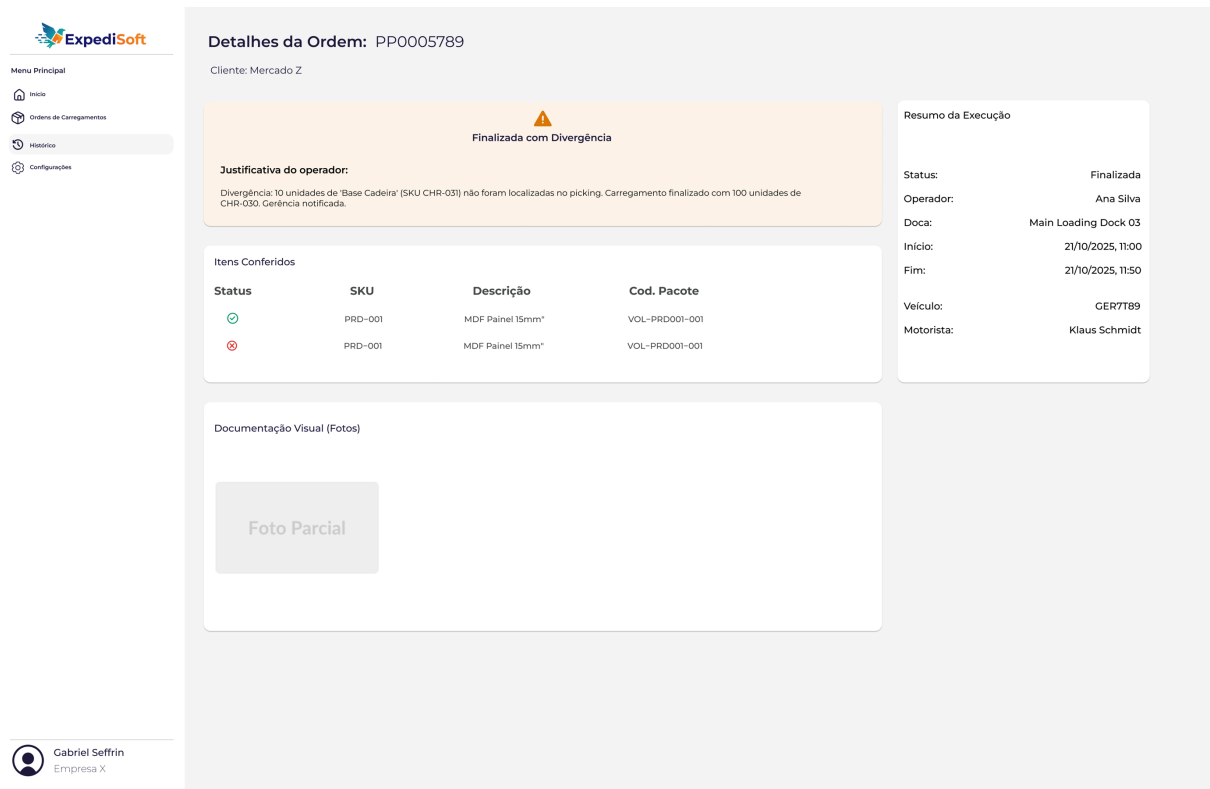 ExpediSoft
Menu Principal
Início
Ordens de Carregamentos
Histórico
Configurações
Gabriel Seffrin
Empresa X
Detalhes da Ordem: PP0005789
Cliente: Mercado Z
Finalizada com Divergência
Justificativa do operador:
Divergência: 10 unidades de 'Base Cadeira' (SKU CHR-031) não foram localizadas no picking. Carregamento finalizado com 100 unidades de
CHR-030. Gerência notificada.
Itens Conferidos
Status SKU Descrição Cod. Pacote
PRD-001 MDF Painel 15mm" VOL-PRD001-001
PRD-001 MDF Painel 15mm" VOL-PRD001-001
Documentação Visual (Fotos)
Foto Parcial
Resumo da Execução
Status: Finalizada
Operador: Ana Silva
Doca: Main Loading Dock 03
Início: 21/10/2025, 11:00
Fim: 21/10/2025, 11:50
Veículo: GER7T89
Motorista: Klaus Schmidt